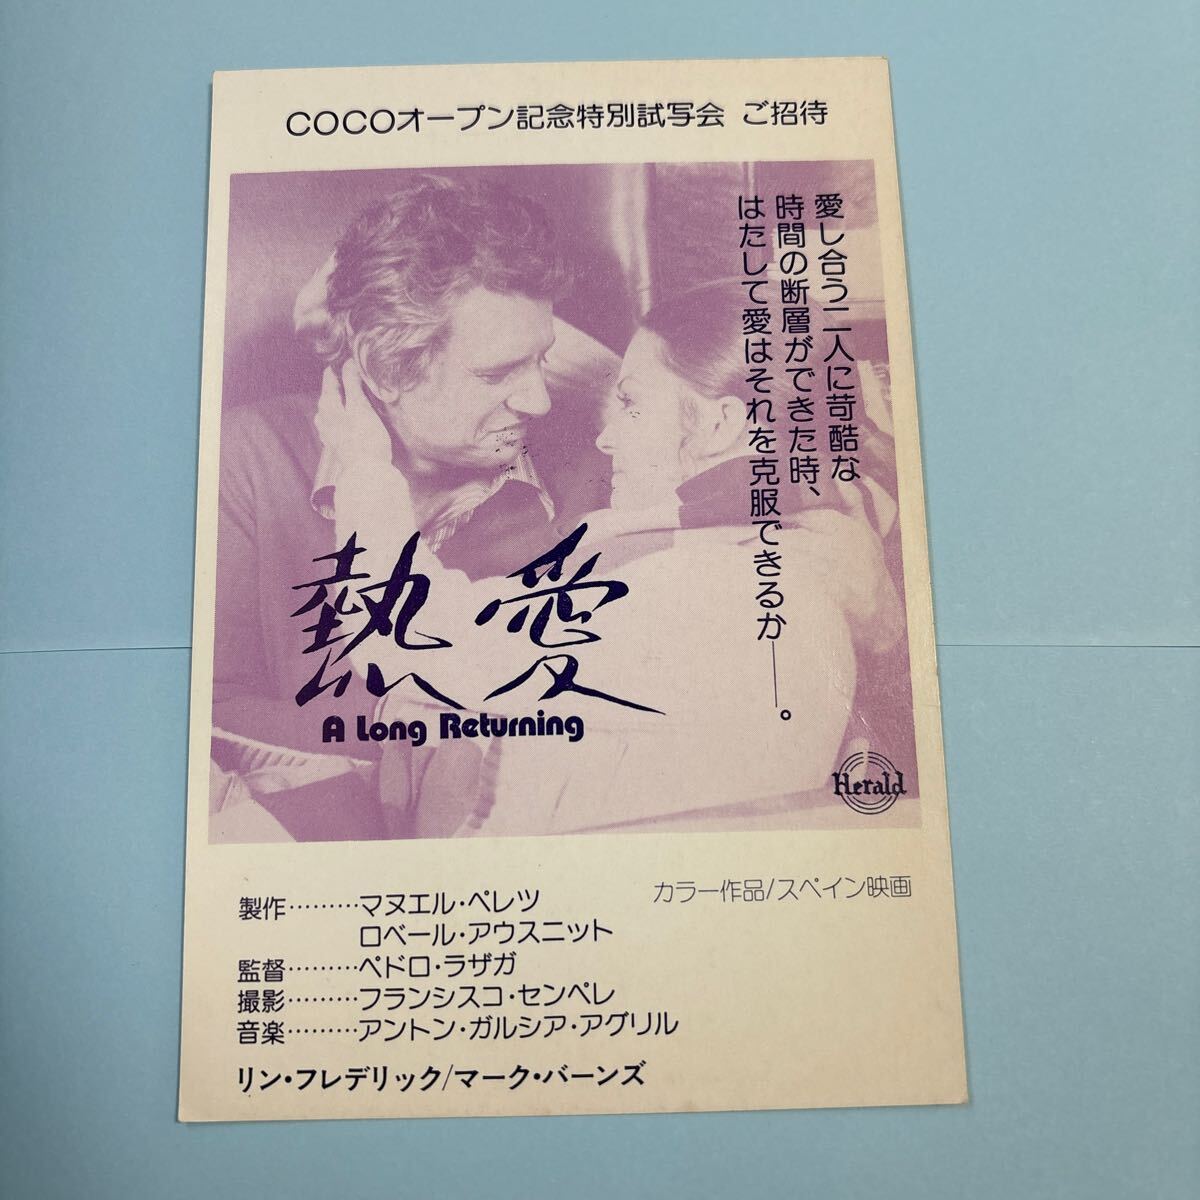 COCOオープン記念特別試写会 ご招待
愛し合う二人に苛酷な
時間の断層ができた時、
はたして愛はそれを克服できるか――。
熱愛
A Long Returning
Herald
カラー作品/スペイン映画
製作………マヌエル・ペレツ
ロベール・アウスニット
監督………ペドロ・ラザガ
撮影………フランシスコ・センペレ
音楽………アントン・ガルシア・アグリル
リン・フレデリック/マーク・バーンズ